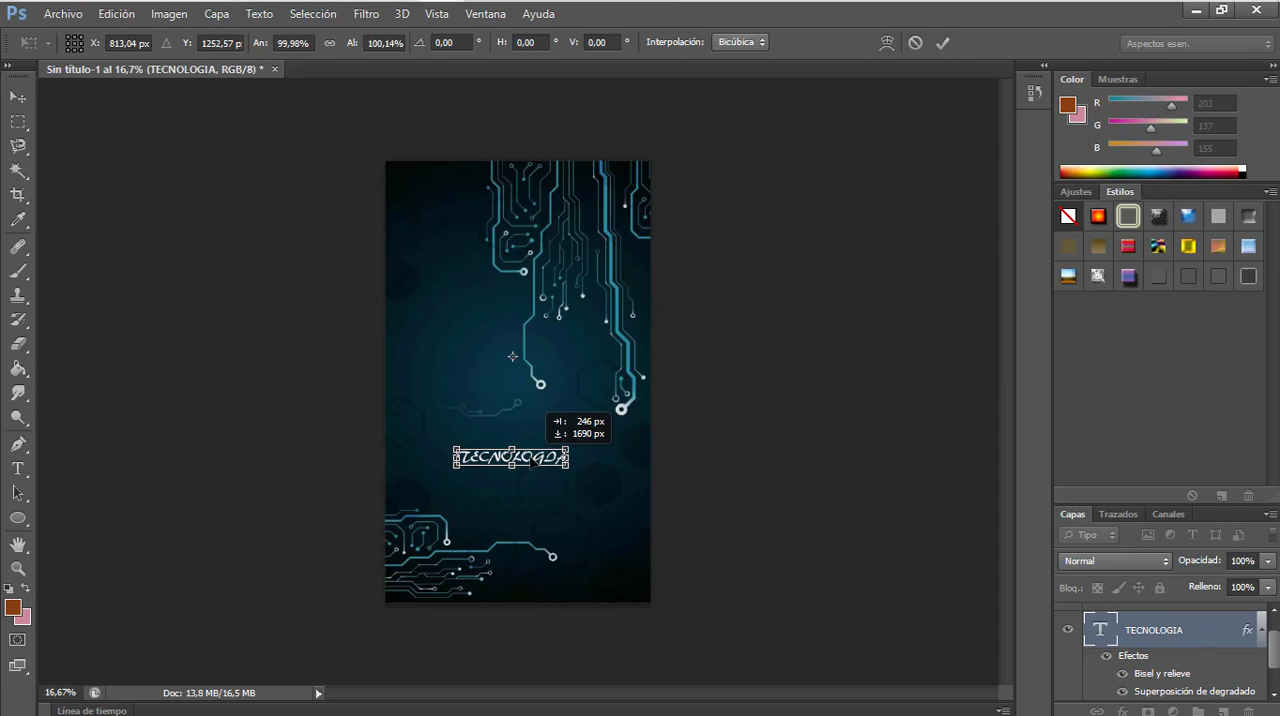 Ps Archivo Edición Imagen Capa Texto Selección Filtro 3D Vista Ventana Ayuda
X: 813,04 px Y: 1252,57 px An: 99,98% Al: 100,14% 0,00 ° H: 0,00 ° V: 0,00 ° Interpolación: Bicúbica Aspectos esen.
Sin título-1 al 16,7% (TECNOLOGIA, RGB/8) * ×
Color Muestras
R 203
G 137
B 155
Ajustes Estilos
246 px
1690 px
TECNOLOGIA
Capas Trazados Canales
Tipo
Normal Opacidad: 100%
Bloq.: Relleno: 100%
T TECNOLOGIA fx
Efectos
Bisel y relieve
Superposición de degradado
16,67% Doc: 13,8 MB/16,5 MB
Línea de tiempo